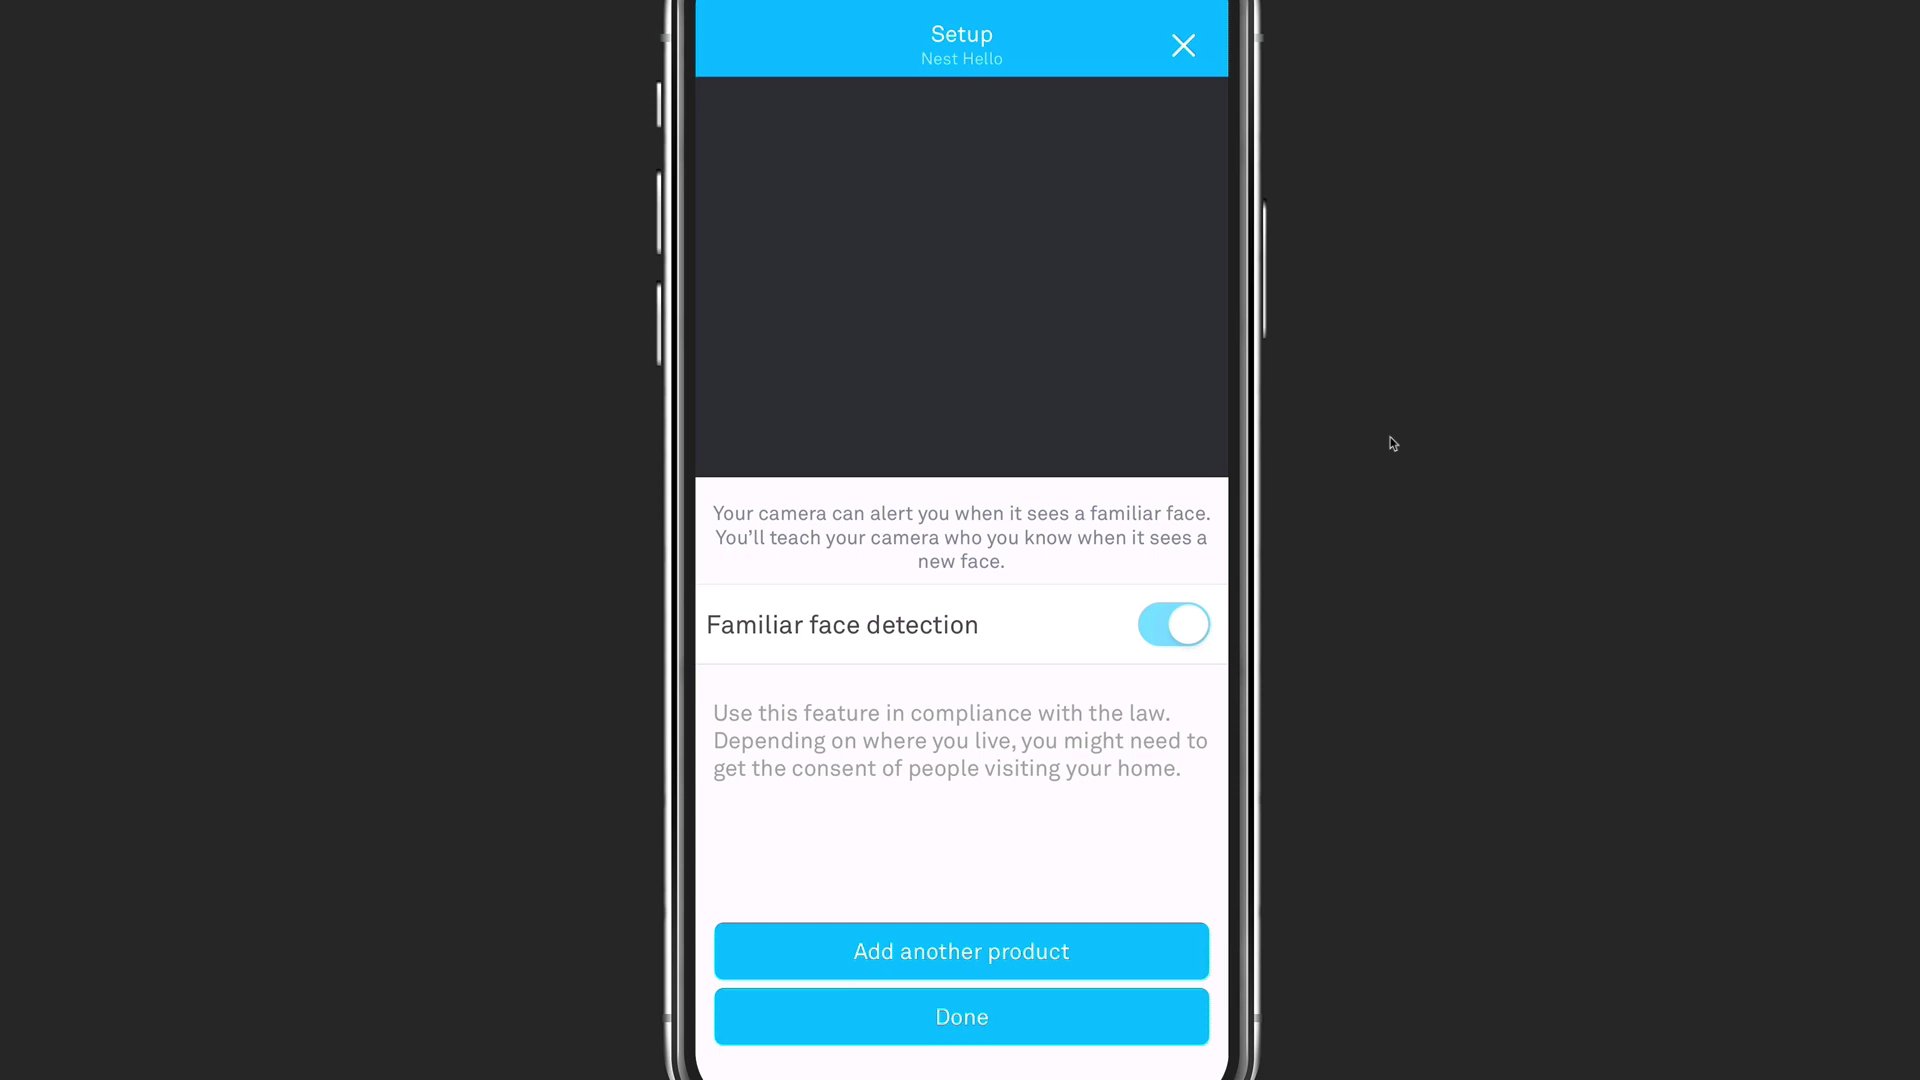 Setup
Nest Hello
Your camera can alert you when it sees a familiar face.
You’ll teach your camera who you know when it sees a
new face.
Familiar face detection
Use this feature in compliance with the law.
Depending on where you live, you might need to
get the consent of people visiting your home.
Add another product
Done